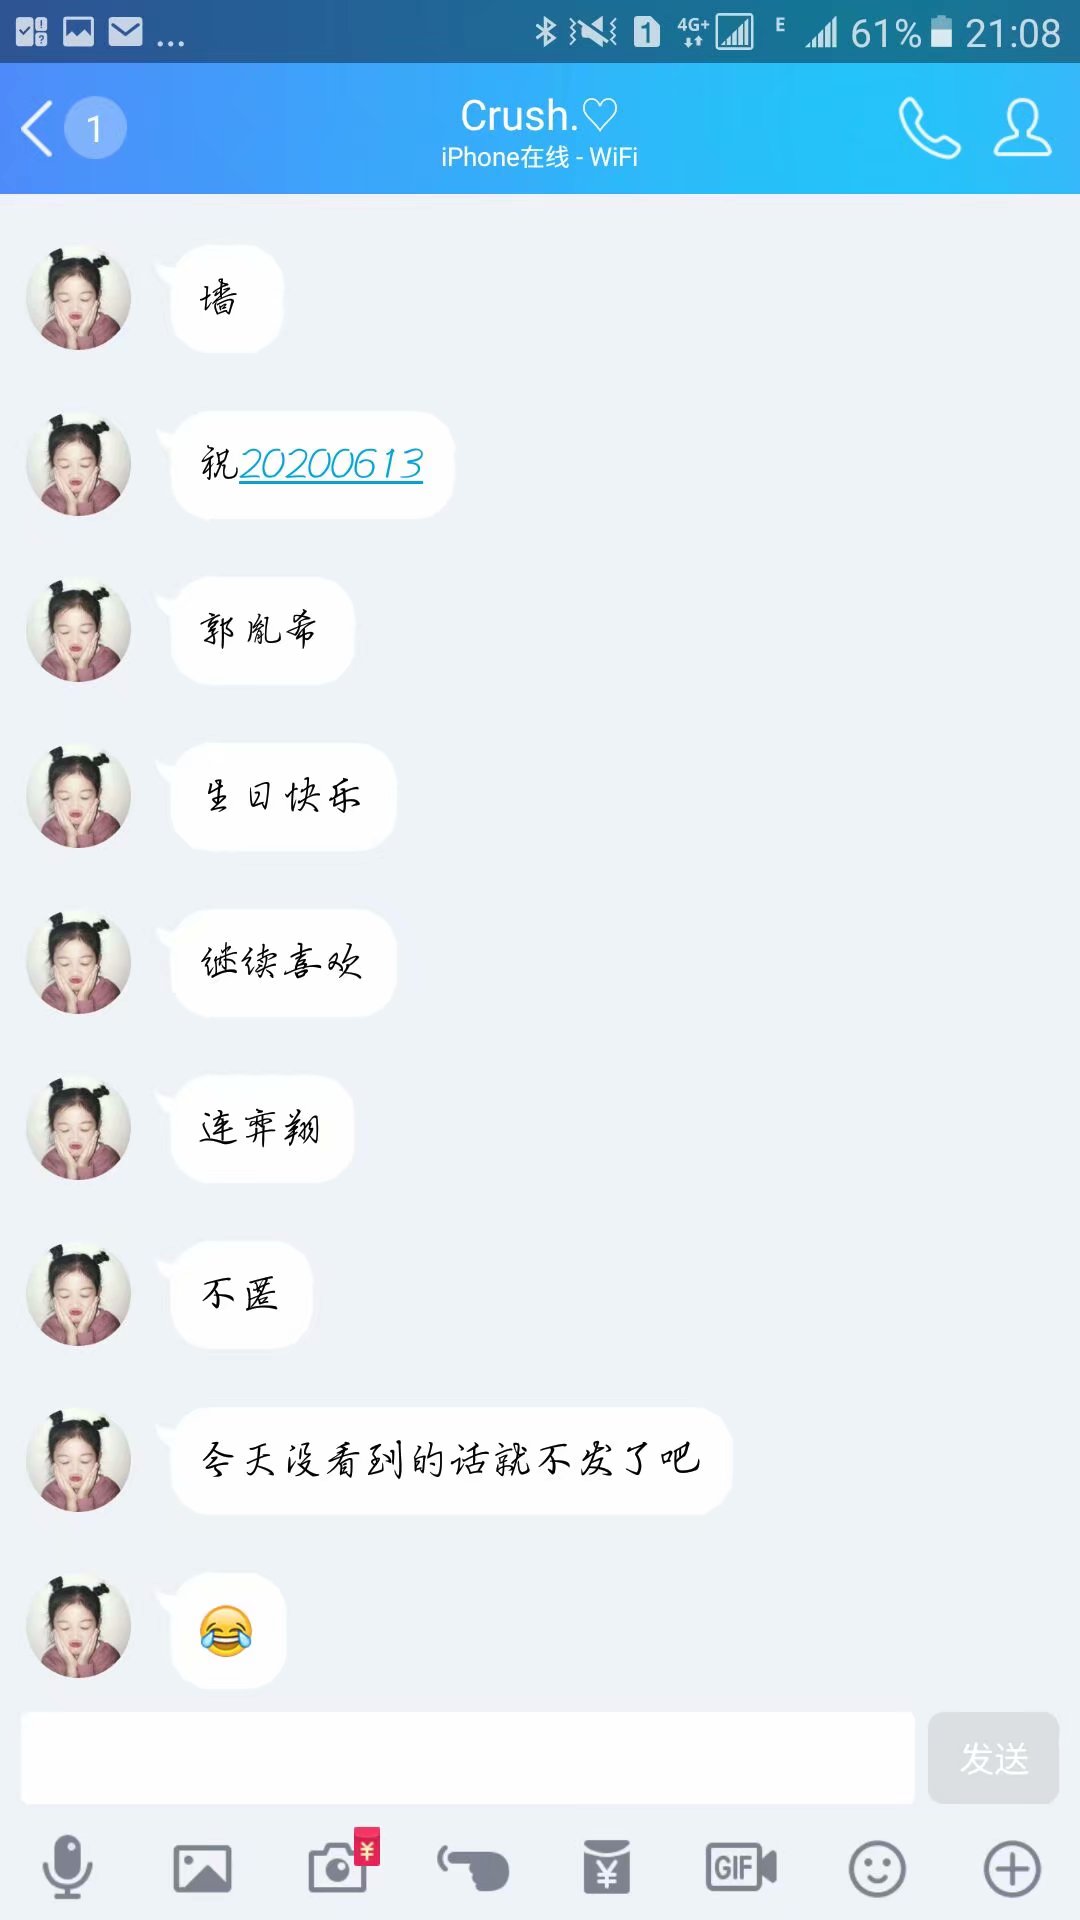 4G+ 1 E 61% 21:08
1
Crush.♡
iPhone在线 - WiFi
墙
祝20200613
郭胤希
生日快乐
继续喜欢
连弈翔
不匿
今天没看到的话就不发了吧
😂
发送
GIF